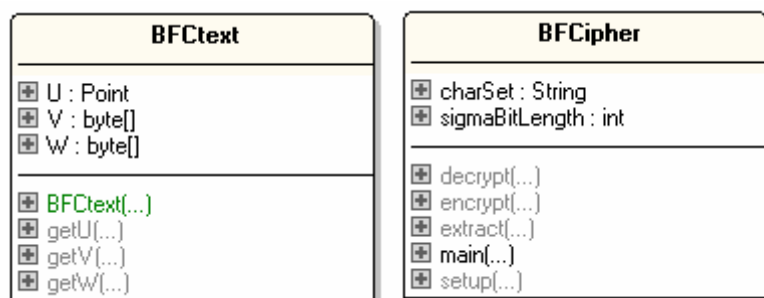 BFCtext
U : Point
V : byte[]
W : byte[]
BFCtext(...)
getU(...)
getV(...)
getW(...)
BFCipher
charSet : String
sigmaBitLength : int
decrypt(...)
encrypt(...)
extract(...)
main(...)
setup(...)